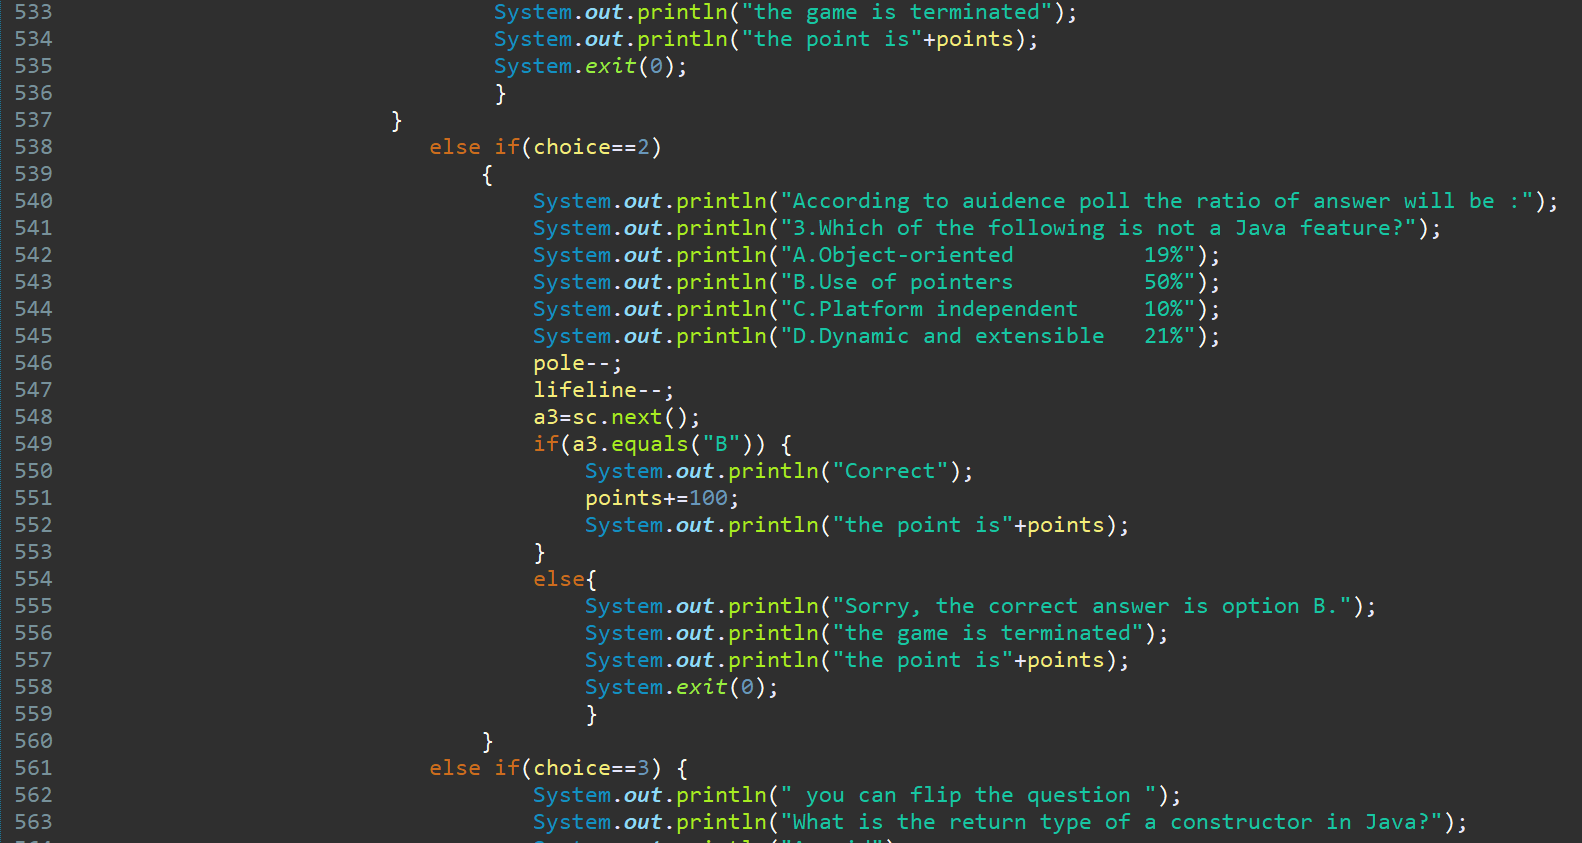 533 System.out.println("the game is terminated");
534 System.out.println("the point is"+points);
535 System.exit(0);
536 }
537 }
538 else if(choice==2)
539 {
540 System.out.println("According to auidence poll the ratio of answer will be :");
541 System.out.println("3.Which of the following is not a Java feature?");
542 System.out.println("A.Object-oriented          19%");
543 System.out.println("B.Use of pointers          50%");
544 System.out.println("C.Platform independent     10%");
545 System.out.println("D.Dynamic and extensible   21%");
546 pole--;
547 lifeline--;
548 a3=sc.next();
549 if(a3.equals("B")) {
550 System.out.println("Correct");
551 points+=100;
552 System.out.println("the point is"+points);
553 }
554 else{
555 System.out.println("Sorry, the correct answer is option B.");
556 System.out.println("the game is terminated");
557 System.out.println("the point is"+points);
558 System.exit(0);
559 }
560 }
561 else if(choice==3) {
562 System.out.println(" you can flip the question ");
563 System.out.println("What is the return type of a constructor in Java?");